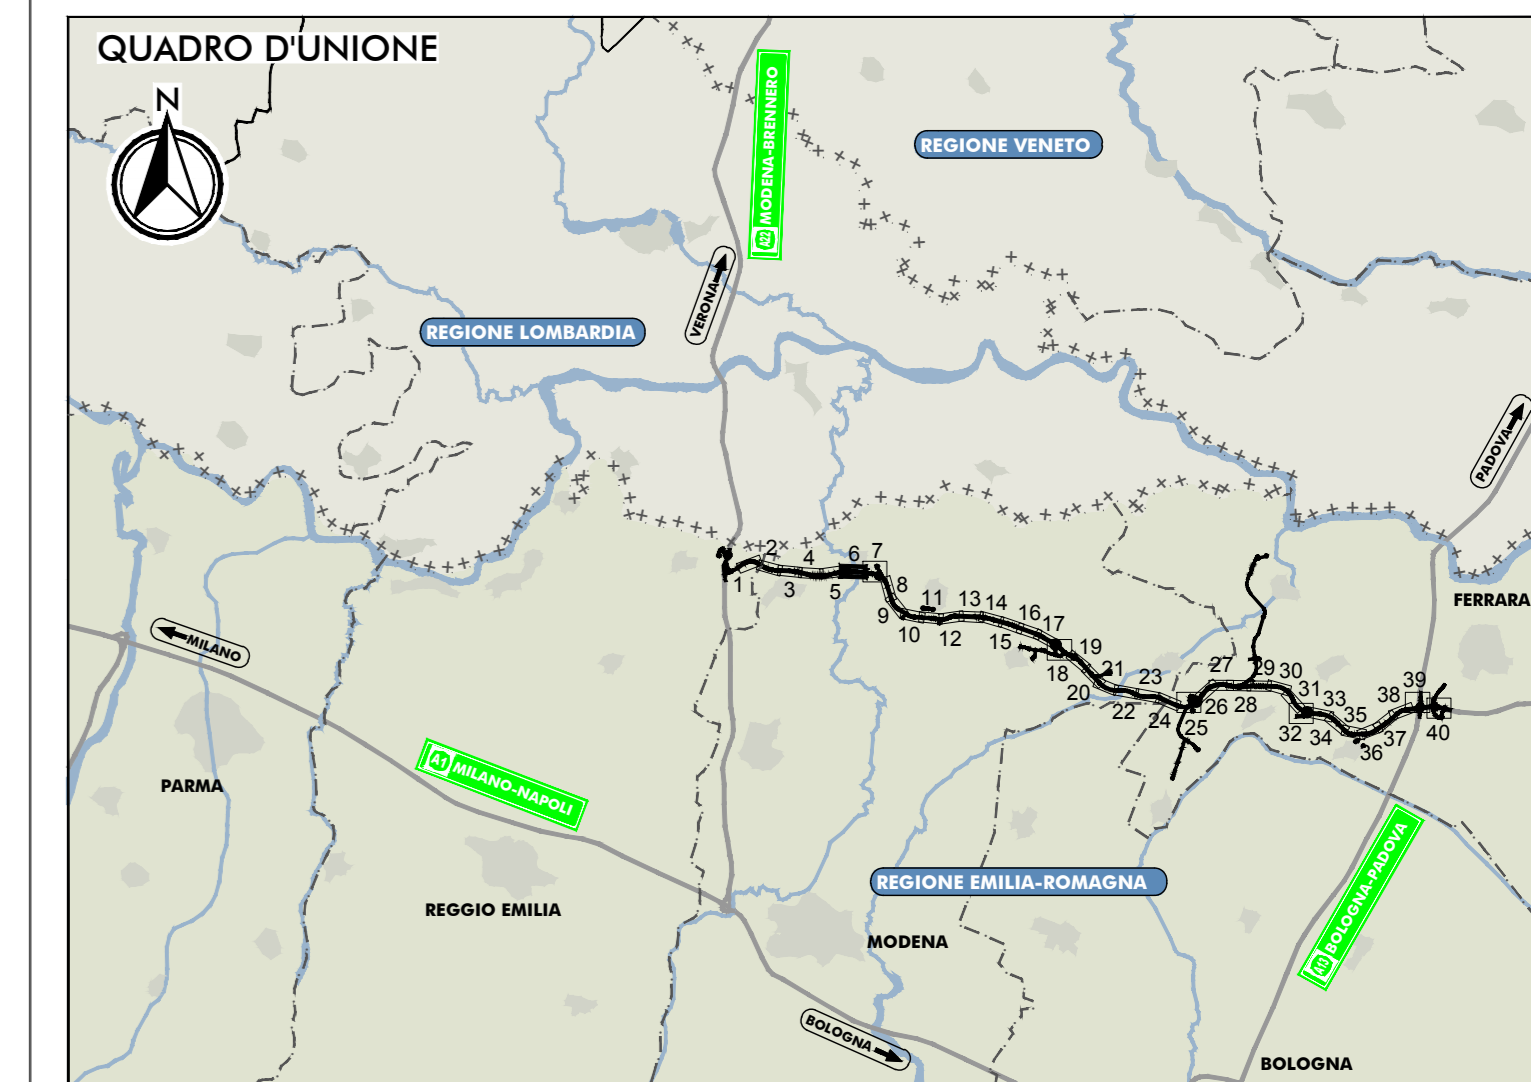 QUADRO D'UNIONE
N
A22 MODENA-BRENNERO
REGIONE VENETO
VERONA
REGIONE LOMBARDIA
PADOVA
2
4
6
7
1
3
5
8
9
10
11
12
13
14
15
16
17
18
19
20
21
22
23
24
25
26
27
28
29
30
31
32
33
34
35
36
37
38
39
40
FERRARA
MILANO
PARMA
A1 MILANO-NAPOLI
REGGIO EMILIA
REGIONE EMILIA-ROMAGNA
MODENA
A13 BOLOGNA-PADOVA
BOLOGNA
BOLOGNA